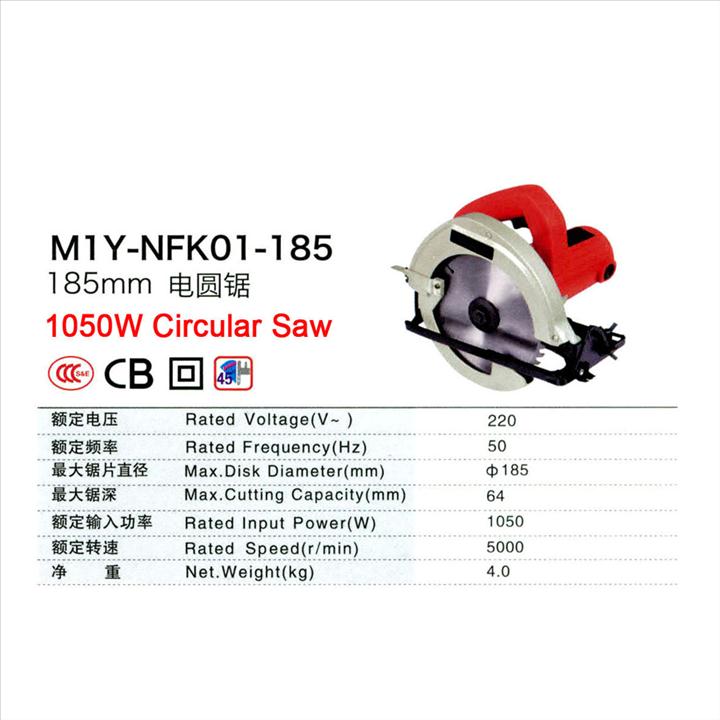 M1Y-NFK01-185
185mm 电圆锯
1050W Circular Saw
CCC S&E CB 45°
额定电压 Rated Voltage(V~ ) 220
额定频率 Rated Frequency(Hz) 50
最大锯片直径 Max.Disk Diameter(mm) φ185
最大锯深 Max.Cutting Capacity(mm) 64
额定输入功率 Rated Input Power(W) 1050
额定转速 Rated Speed(r/min) 5000
净 重 Net.Weight(kg) 4.0